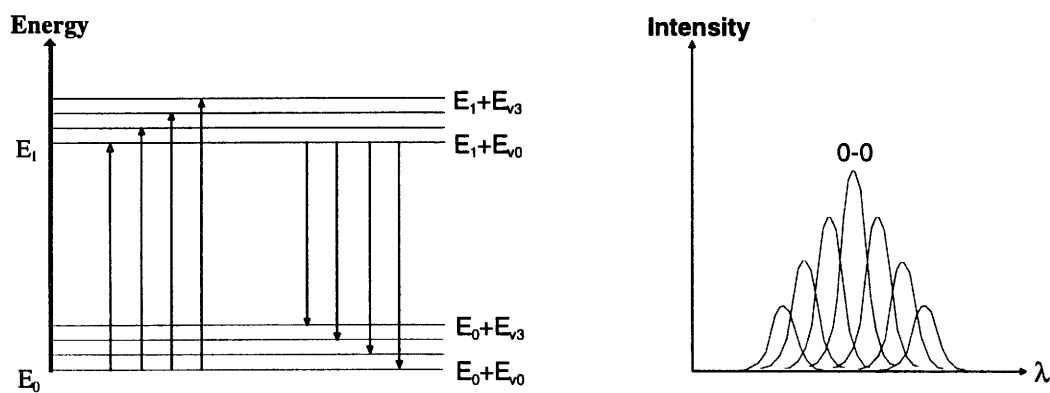 Energy
E₁+Eᵥ₃
E₁
E₁+Eᵥ₀
E₀+Eᵥ₃
E₀
E₀+Eᵥ₀
Intensity
0-0
λ